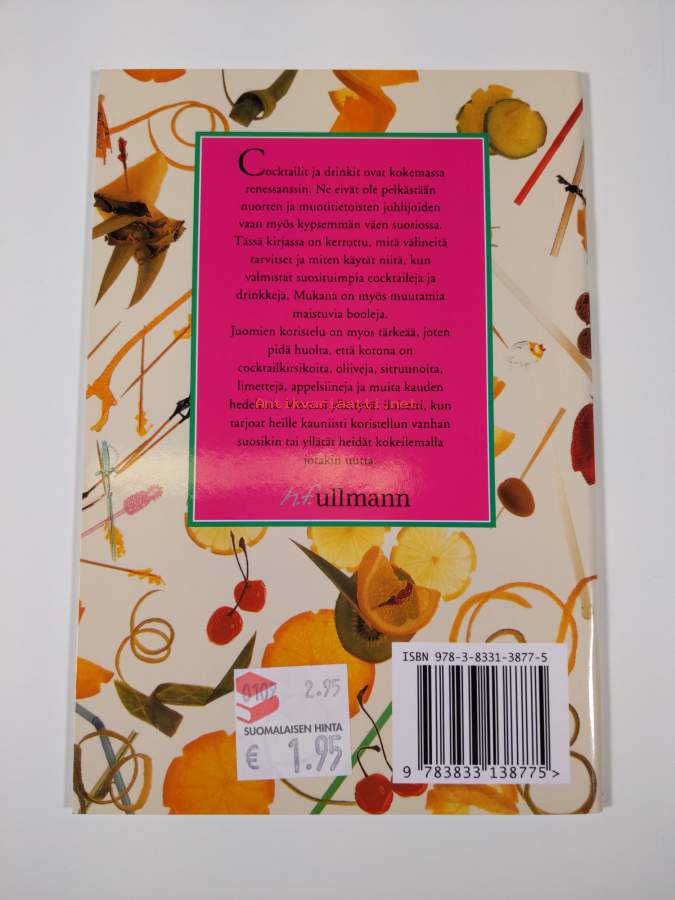 Cocktailit ja drinkit ovat kokemassa
renessanssin. Ne eivät ole pelkästään
nuorten ja muotitietoisten juhlijoiden
vaan myös kypsemmän väen suosiossa.
Tässä kirjassa on kerrottu, mitä välineitä
tarvitset ja miten käytät niitä, kun
valmistat suosituimpia cocktaileja ja
drinkkejä. Mukana on myös muutamia
maistuvia booleja.
Juomien koristelu on myös tärkeää, joten
pidä huolta, että kotona on
cocktailkirsikoita, oliiveja, sitruunoita,
limettejä, appelsiineja ja muita kauden
Antikvariaatti.net
tarjoat heille kauniisti koristellun vanhan
suosikin tai yllätät heidät kokeilemalla
jotakin uutta.
h.f.ullmann
ISBN 978-3-8331-3877-5
9 783833 138775>
0102 2.95
SUOMALAISEN HINTA
€ 1.95